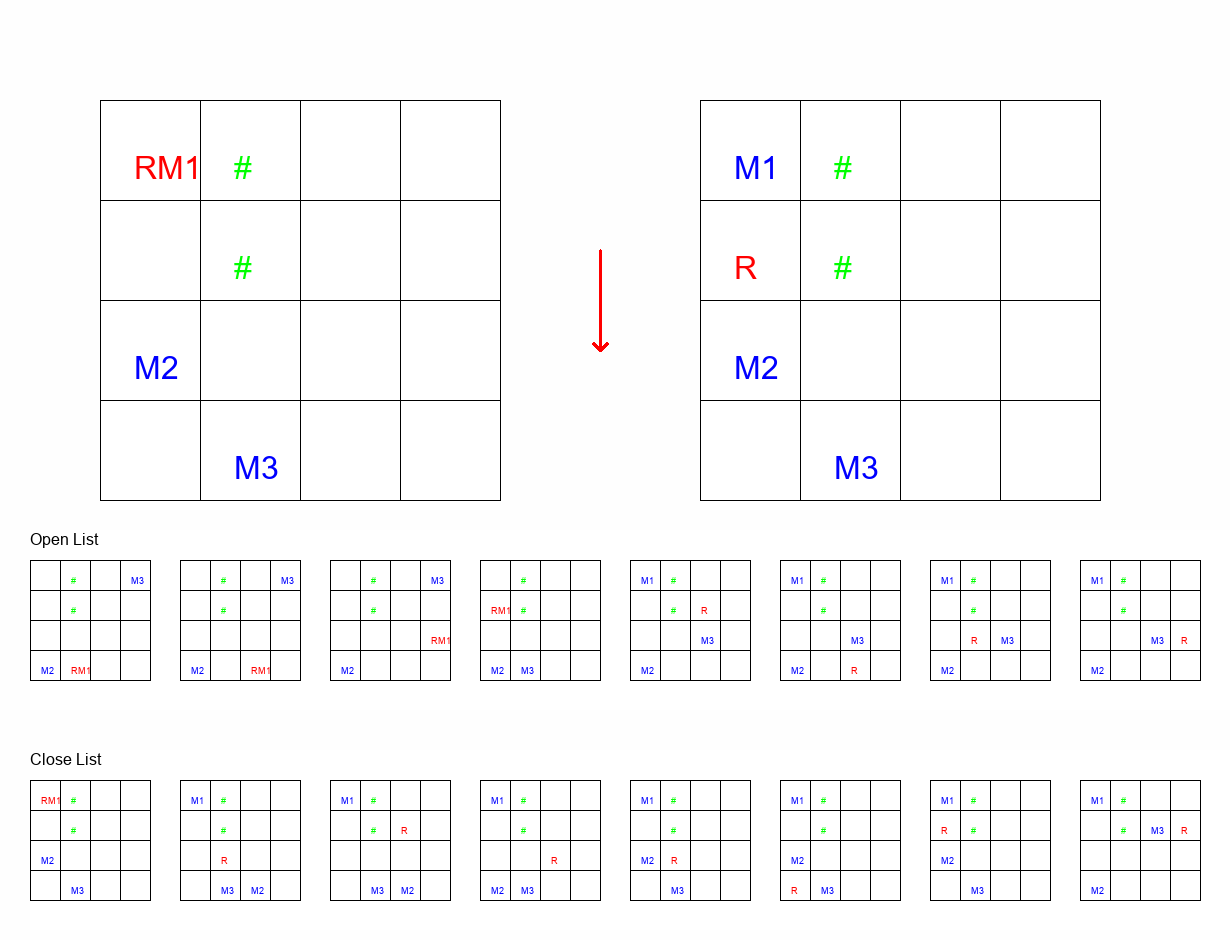 RM1 # M1 #
# R #
M2 M2
M3 M3
Open List
# M3 # M3 # M3 # M1 # M1 # M1 # M1 #
# # # RM1 # # R # # #
RM1 M3 M3 R M3 M3 R
M2 RM1 M2 RM1 M2 M2 M3 M2 M2 R M2 M2
Close List
RM1 # M1 # M1 # M1 # M1 # M1 # M1 # M1 #
# # # R # # # R # # M3 R
M2 R R M2 R M2 M2
M3 M3 M2 M3 M2 M2 M3 M3 R M3 M3 M2